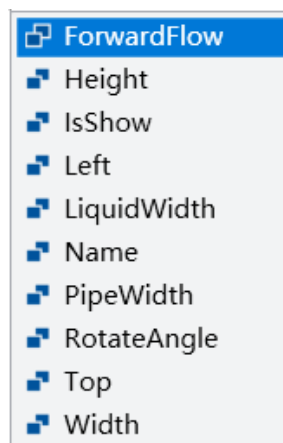 ForwardFlow
Height
IsShow
Left
LiquidWidth
Name
PipeWidth
RotateAngle
Top
Width